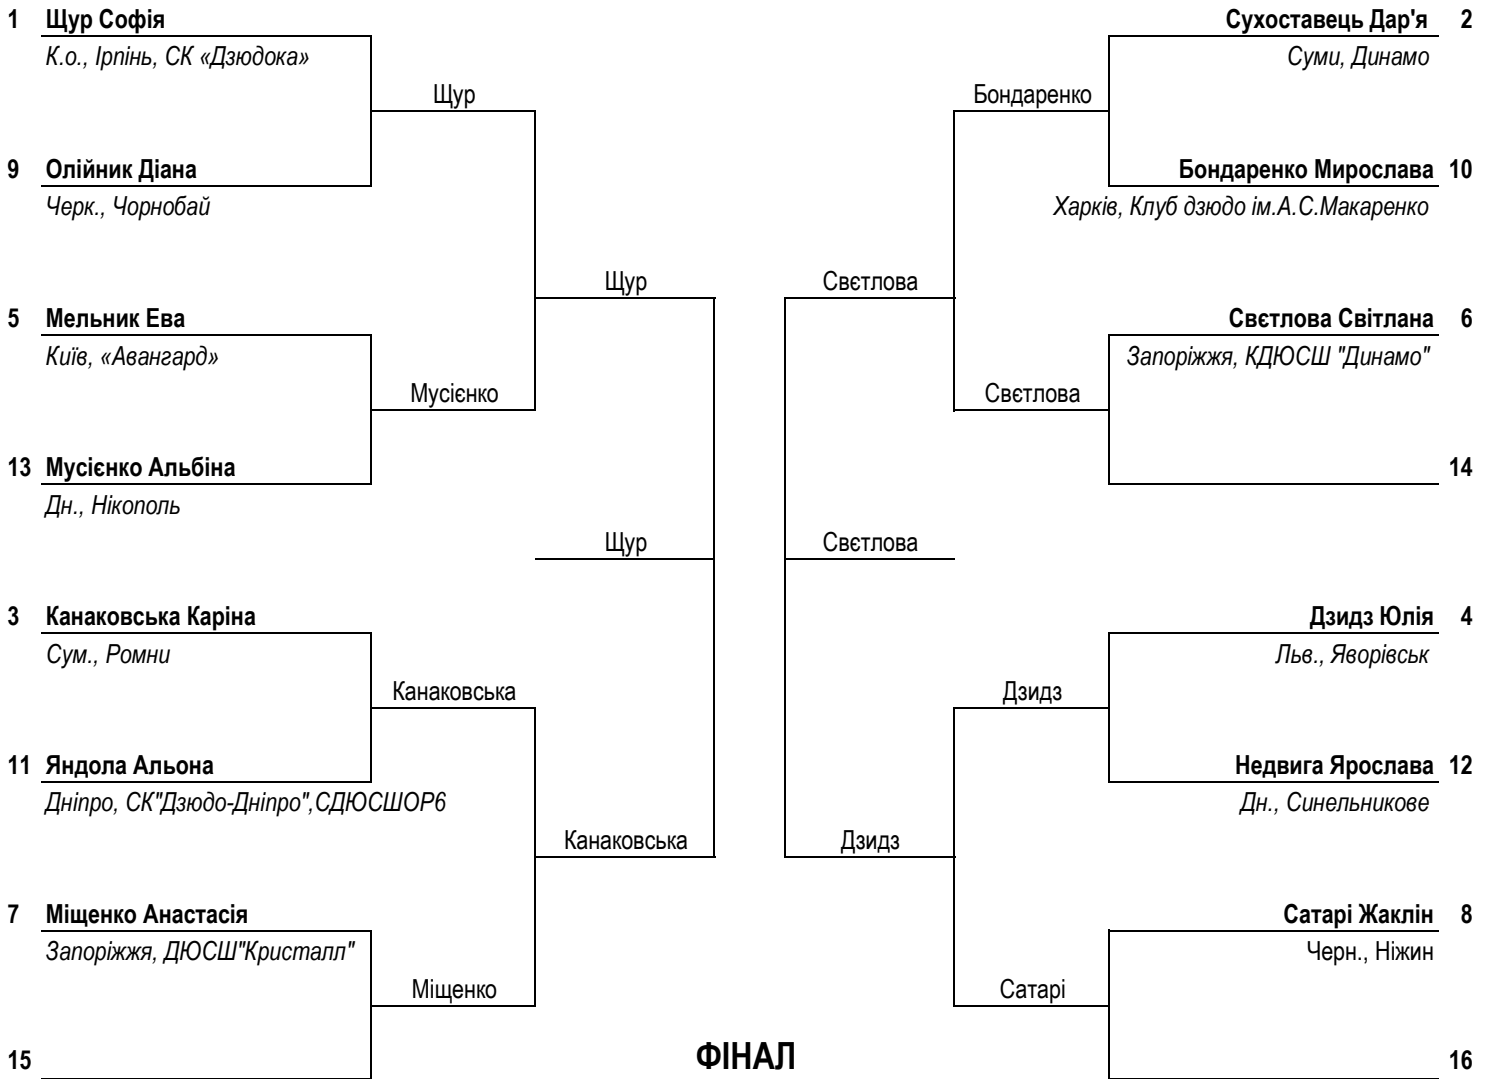 1 Щур Софія
Сухоставець Дар'я 2
К.о., Ірпінь, СК «Дзюдока»
Суми, Динамо
Щур
Бондаренко
9 Олійник Діана
Бондаренко Мирослава 10
Черк., Чорнобай
Харків, Клуб дзюдо ім.А.С.Макаренко
Щур
Свєтлова
5 Мельник Ева
Свєтлова Світлана 6
Київ, «Авангард»
Запоріжжя, КДЮСШ "Динамо"
Мусієнко
Свєтлова
13 Мусієнко Альбіна
14
Дн., Нікополь
Щур
Свєтлова
3 Канаковська Каріна
Дзидз Юлія 4
Сум., Ромни
Льв., Яворівськ
Канаковська
Дзидз
11 Яндола Альона
Недвига Ярослава 12
Дніпро, СК"Дзюдо-Дніпро",СДЮСШОР6
Дн., Синельникове
Канаковська
Дзидз
7 Міщенко Анастасія
Сатарі Жаклін 8
Запоріжжя, ДЮСШ"Кристалл"
Черн., Ніжин
Міщенко
Сатарі
15
ФІНАЛ
16